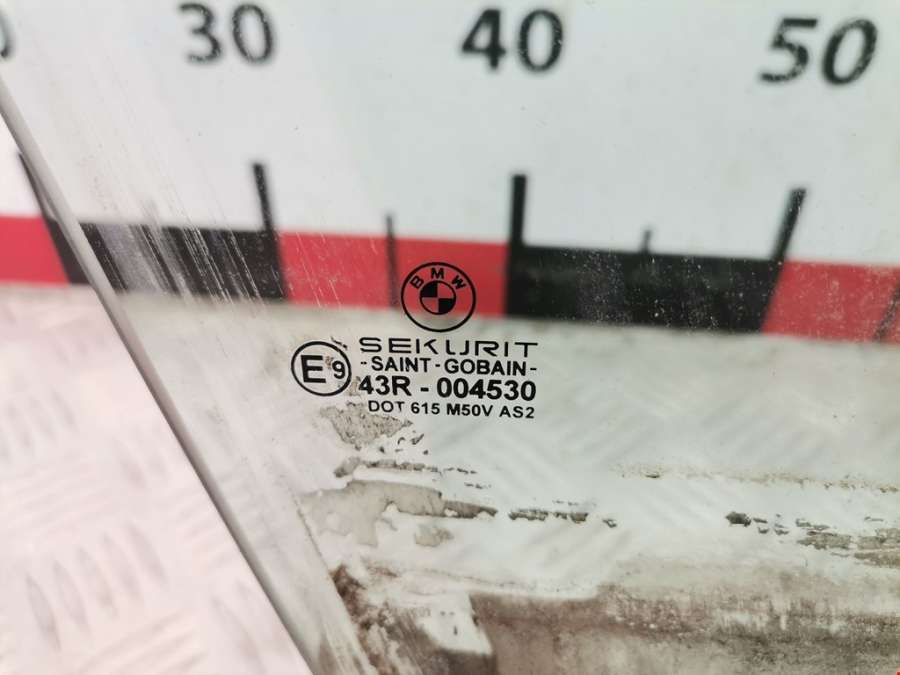 30 40 50
BMW
SEKURIT
E9
-SAINT-GOBAIN-
43R - 004530
DOT 615 M50V AS2